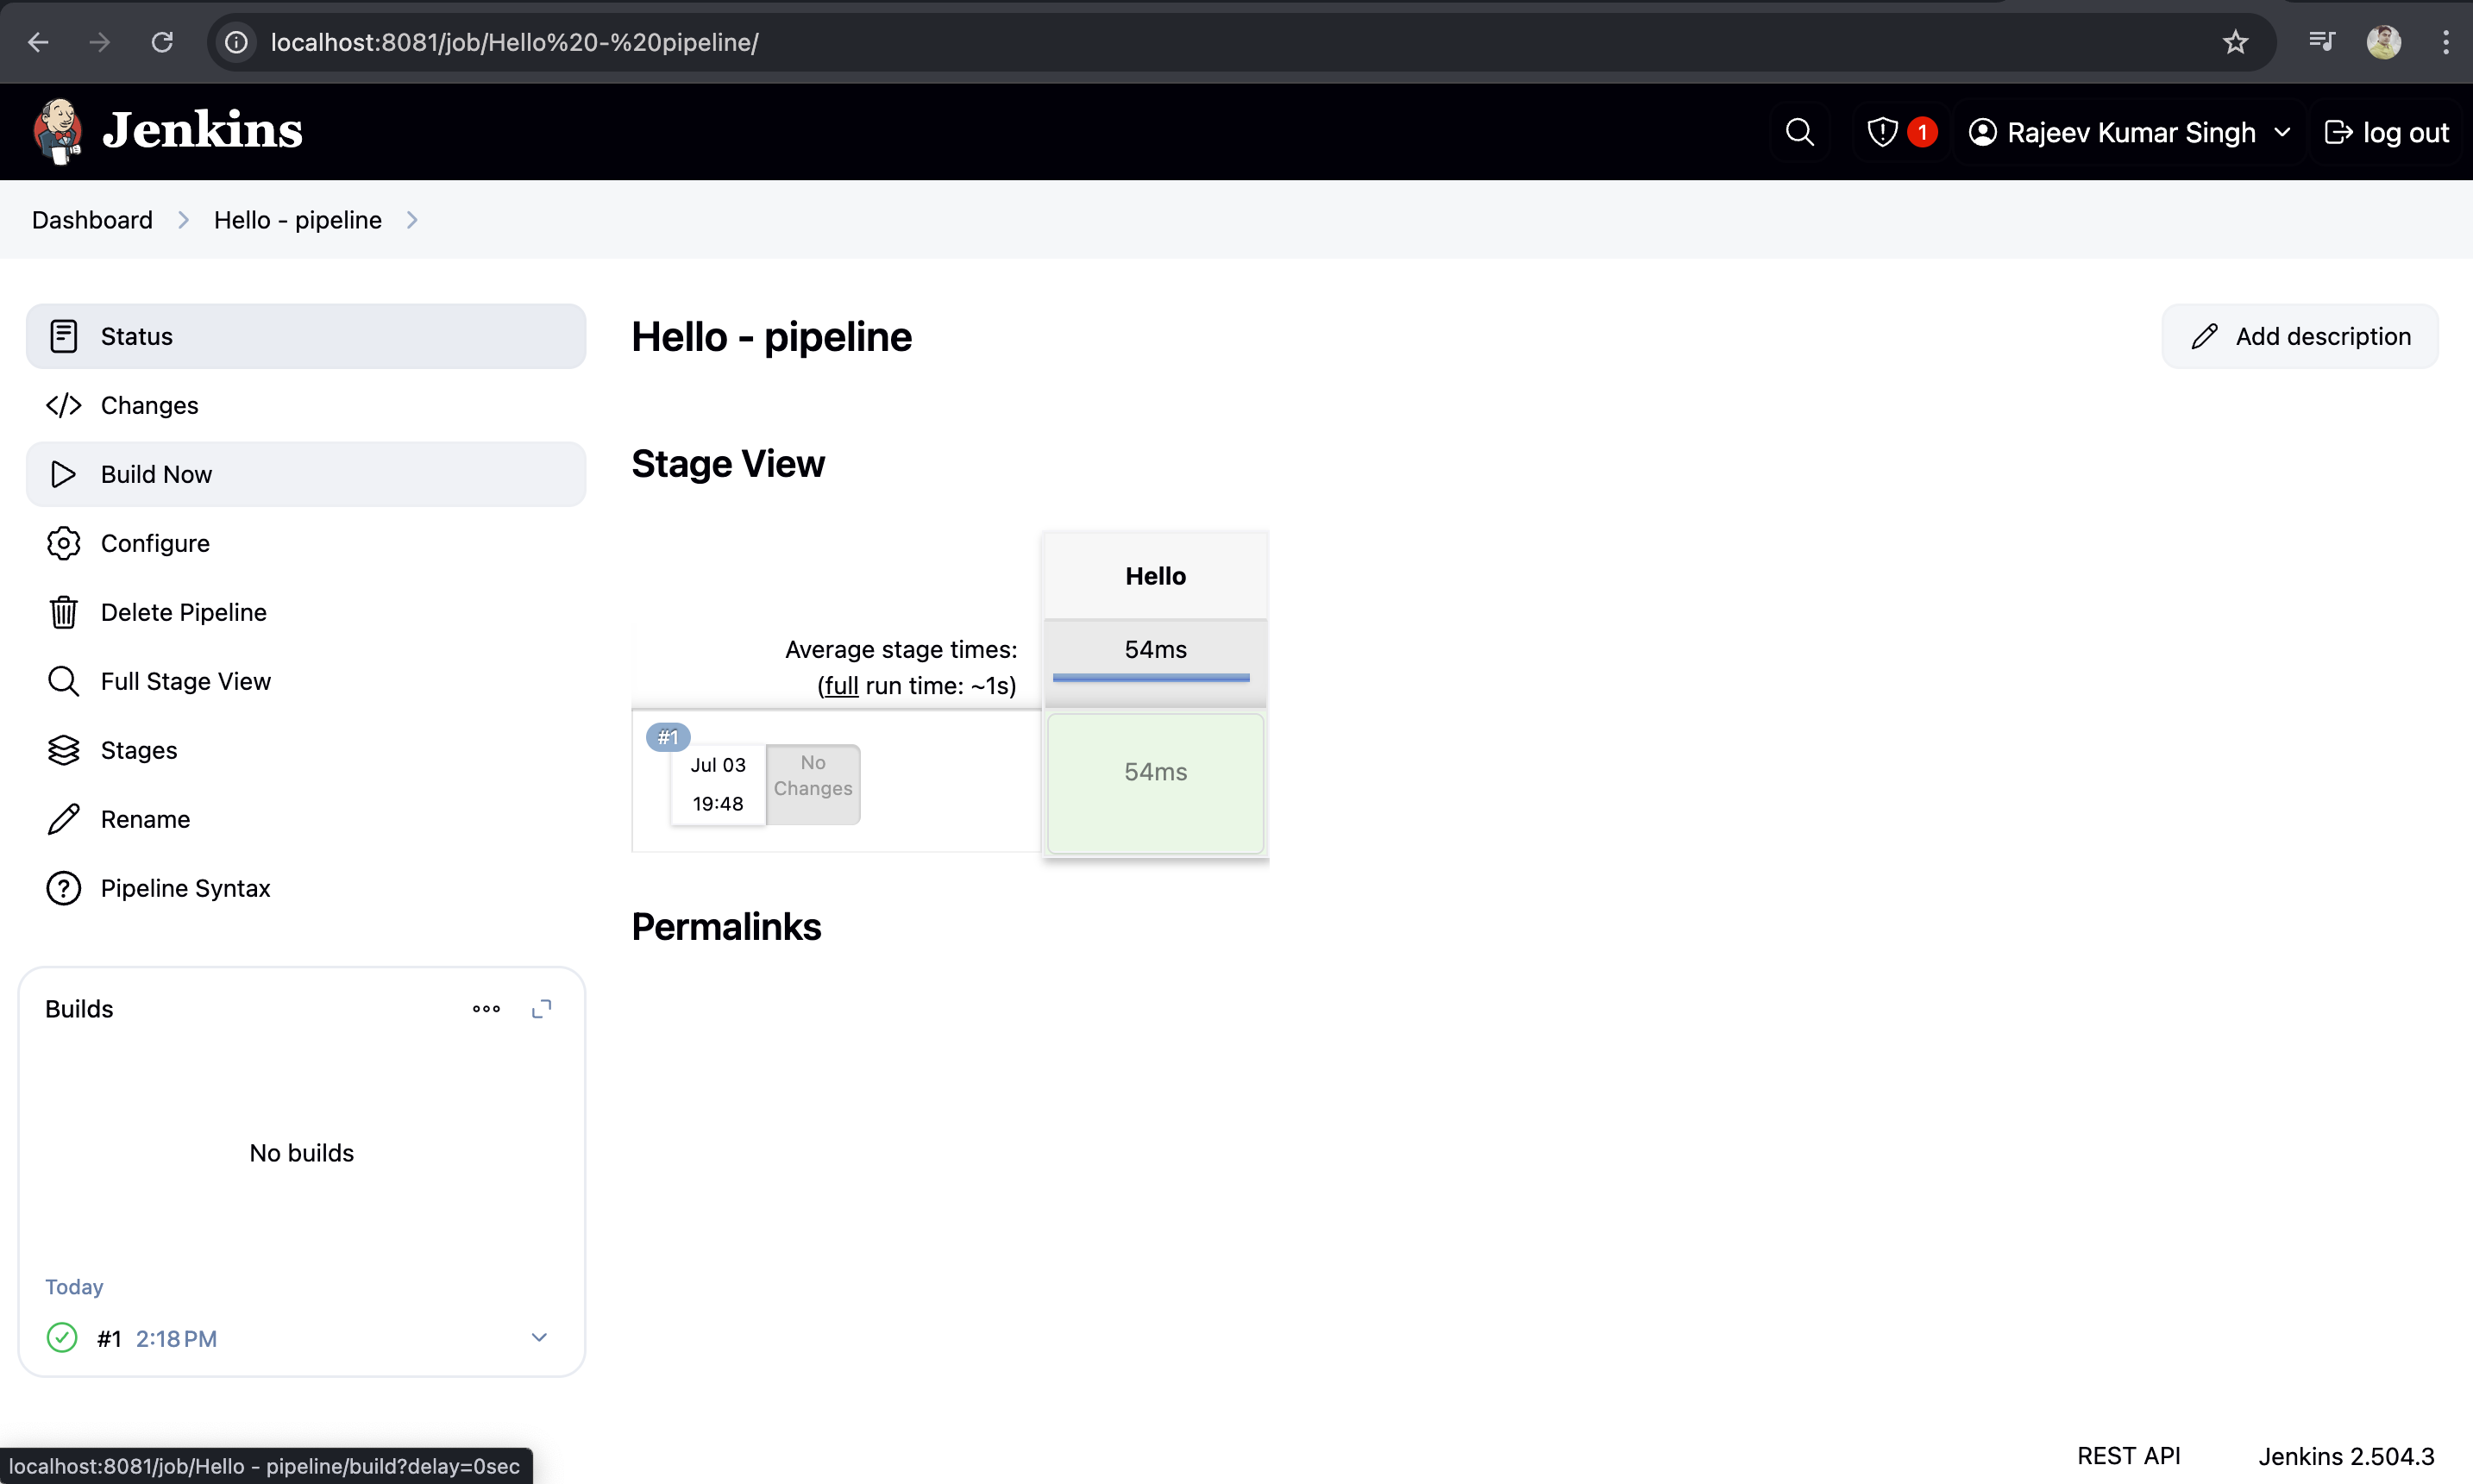 localhost:8081/job/Hello%20-%20pipeline/
Jenkins
1
Rajeev Kumar Singh
log out
Dashboard
Hello - pipeline
Status
Changes
Build Now
Configure
Delete Pipeline
Full Stage View
Stages
Rename
Pipeline Syntax
Builds
No builds
Today
#1 2:18 PM
Hello - pipeline
Add description
Stage View
Hello
Average stage times:
(full run time: ~1s)
54ms
#1
Jul 03
19:48
No
Changes
54ms
Permalinks
REST API
Jenkins 2.504.3
localhost:8081/job/Hello - pipeline/build?delay=0sec